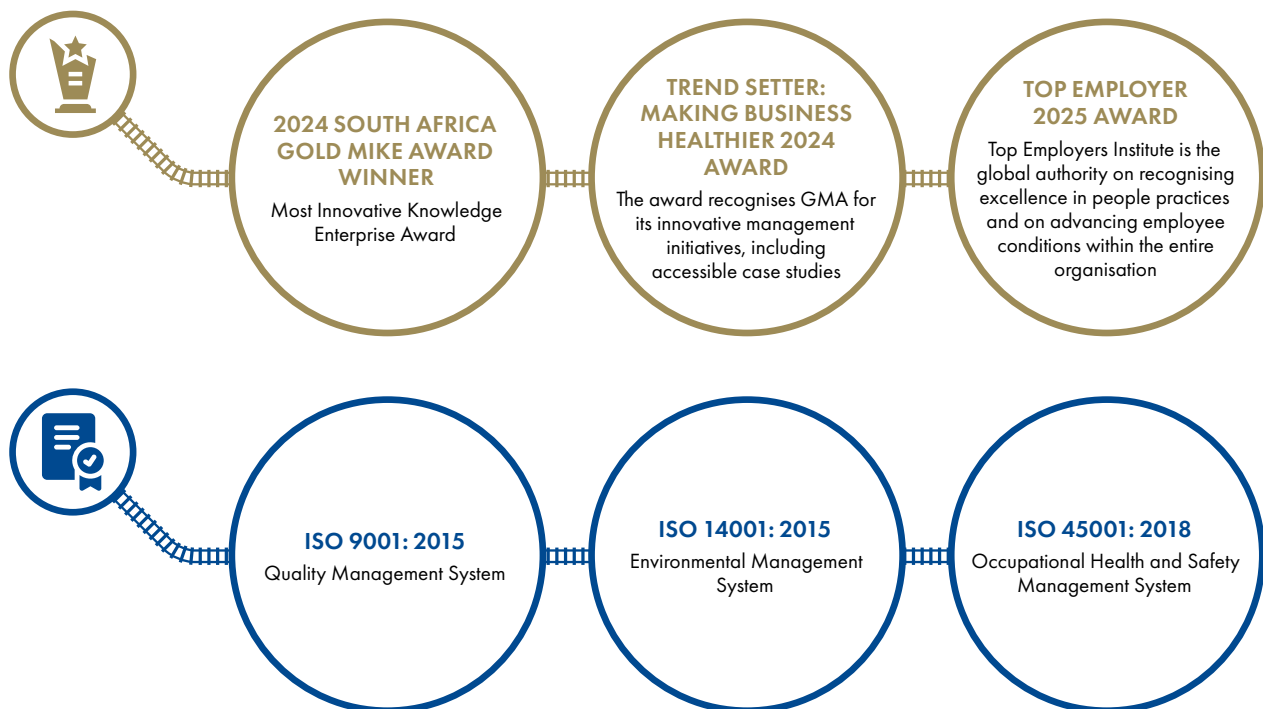 2024 SOUTH AFRICA
GOLD MIKE AWARD
WINNER
Most Innovative Knowledge
Enterprise Award
TREND SETTER:
MAKING BUSINESS
HEALTHIER 2024
AWARD
The award recognises GMA for
its innovative management
initiatives, including
accessible case studies
TOP EMPLOYER
2025 AWARD
Top Employers Institute is the
global authority on recognising
excellence in people practices
and on advancing employee
conditions within the entire
organisation
ISO 9001: 2015
Quality Management System
ISO 14001: 2015
Environmental Management
System
ISO 45001: 2018
Occupational Health and Safety
Management System